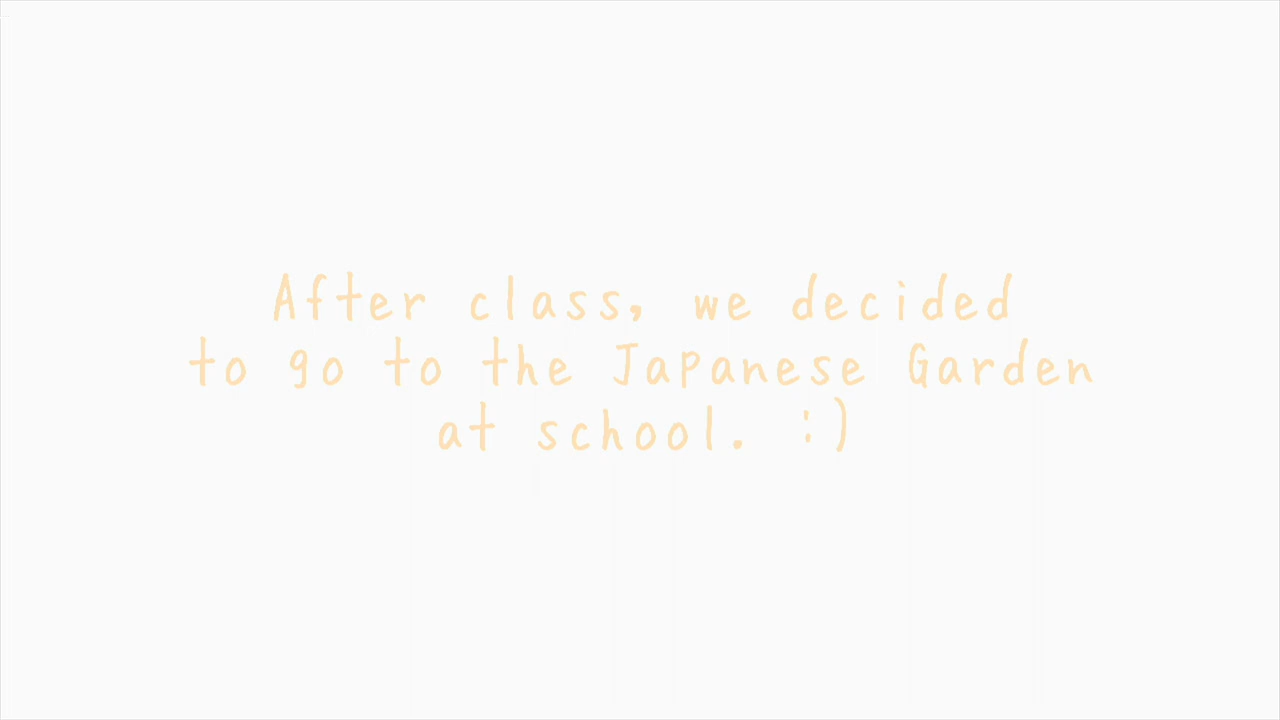 After class, we decided
to go to the Japanese Garden
at school. :)